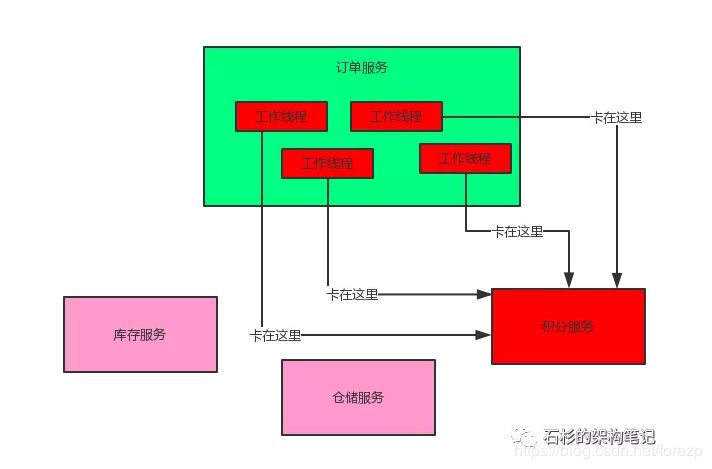 订单服务
工作线程
工作线程
卡在这里
工作线程
工作线程
卡在这里
卡在这里
库存服务
卡在这里
积分服务
仓储服务
石杉的架构笔记
https://blog.csdn.net/forezp